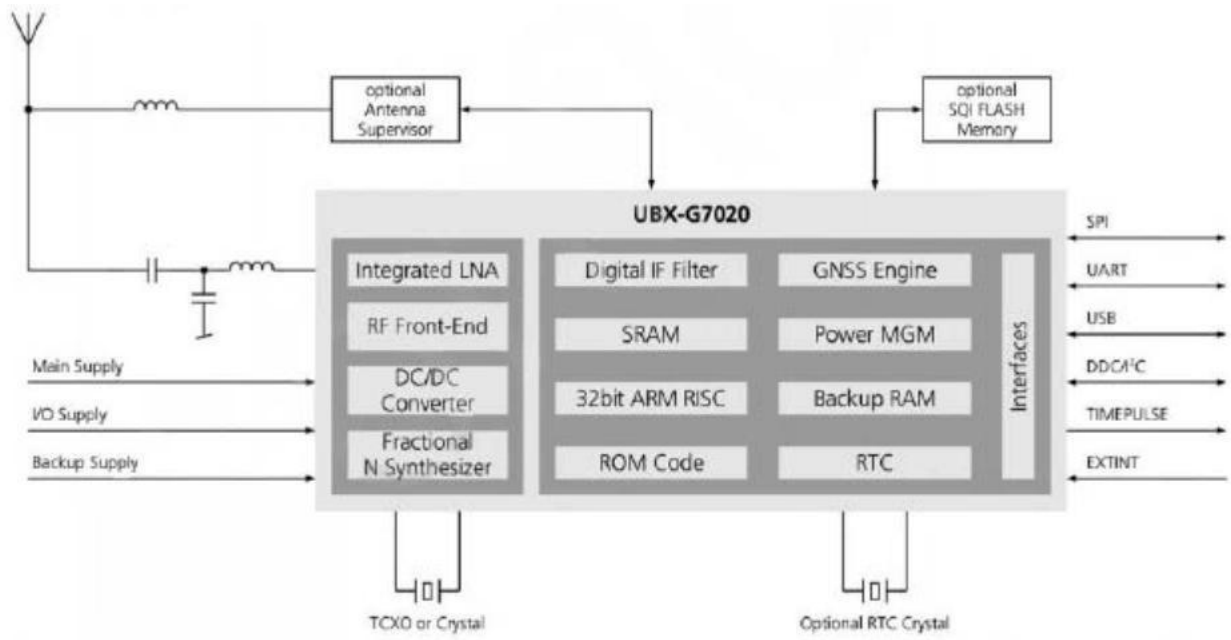 optional
Antenna
Supervisor
optional
SQI FLASH
Memory
UBX-G7020
Integrated LNA
RF Front-End
DC/DC
Converter
Fractional
N Synthesizer
Digital IF Filter
SRAM
32bit ARM RISC
ROM Code
GNSS Engine
Power MGM
Backup RAM
RTC
Interfaces
Main Supply
I/O Supply
Backup Supply
SPI
UART
USB
DDC/I²C
TIMEPULSE
EXTINT
TCXO or Crystal
Optional RTC Crystal